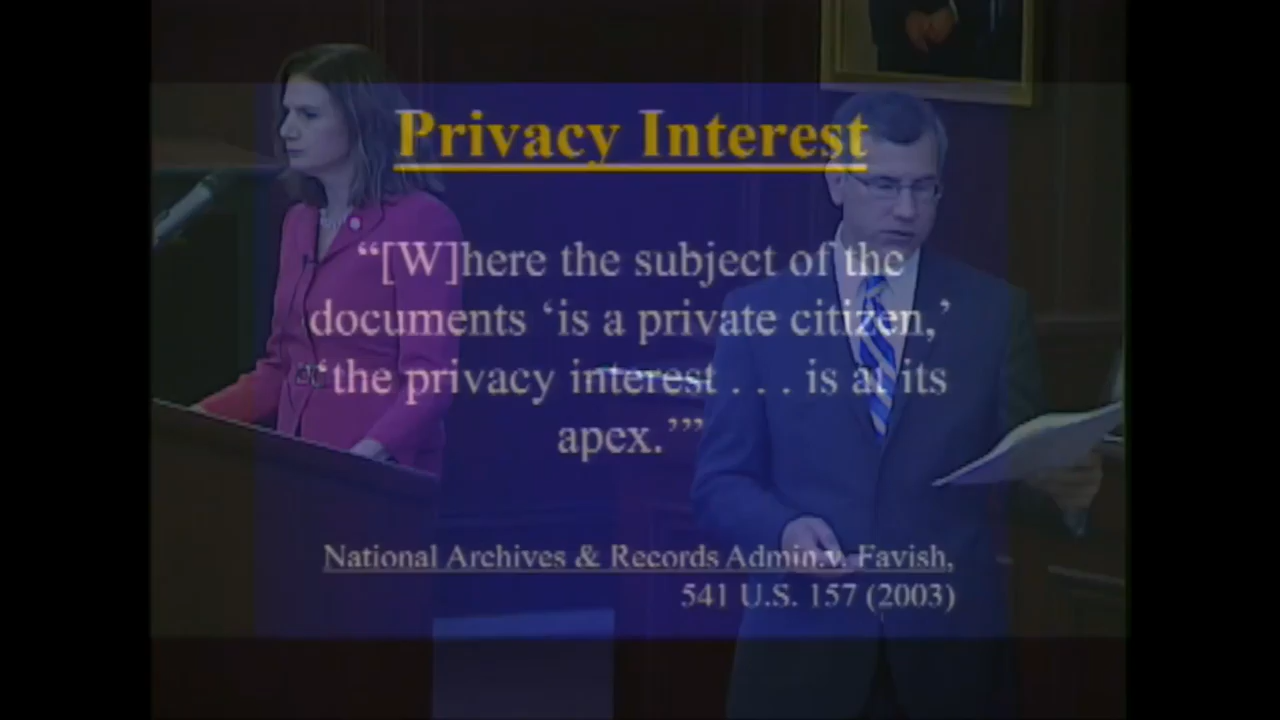 Privacy Interest
“[W]here the subject of the
documents ‘is a private citizen,’
‘the privacy interest . . . is at its
apex.’”
National Archives & Records Admin.v. Favish,
541 U.S. 157 (2003)